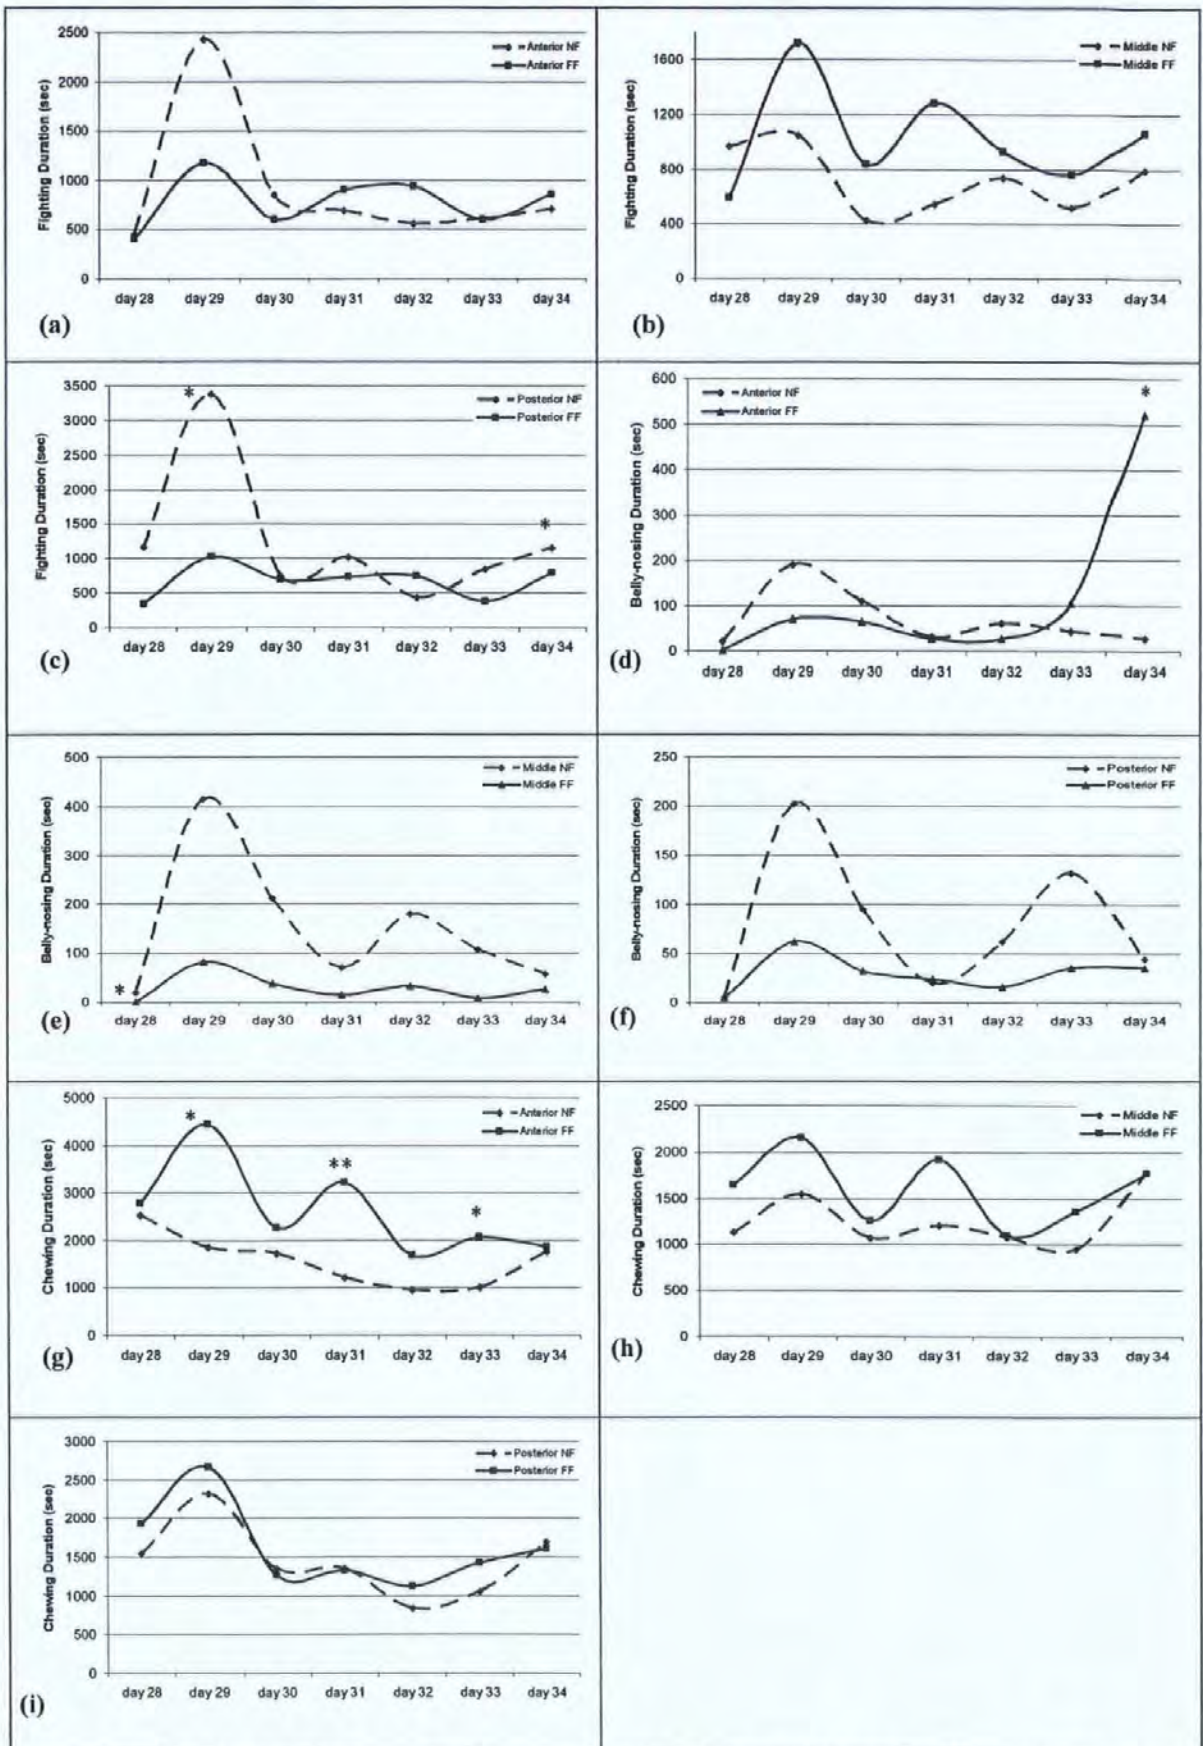 2500
2000
1500
1000
500
0
Fighting Duration (sec)
Anterior NF
Anterior FF
day 28 day 29 day 30 day 31 day 32 day 33 day 34
(a)
1600
1200
800
400
0
Fighting Duration (sec)
Middle NF
Middle FF
day 28 day 29 day 30 day 31 day 32 day 33 day 34
(b)
3500
3000
2500
2000
1500
1000
500
0
Fighting Duration (sec)
Posterior NF
Posterior FF
*
*
day 28 day 29 day 30 day 31 day 32 day 33 day 34
(c)
600
500
400
300
200
100
0
Belly-nosing Duration (sec)
Anterior NF
Anterior FF
*
day 28 day 29 day 30 day 31 day 32 day 33 day 34
(d)
500
400
300
200
100
0
Belly-nosing Duration (sec)
Middle NF
Middle FF
*
day 28 day 29 day 30 day 31 day 32 day 33 day 34
(e)
250
200
150
100
50
0
Belly-nosing Duration (sec)
Posterior NF
Posterior FF
day 28 day 29 day 30 day 31 day 32 day 33 day 34
(f)
5000
4000
3000
2000
1000
0
Chewing Duration (sec)
Anterior NF
Anterior FF
*
**
*
day 28 day 29 day 30 day 31 day 32 day 33 day 34
(g)
2500
2000
1500
1000
500
0
Chewing Duration (sec)
Middle NF
Middle FF
day 28 day 29 day 30 day 31 day 32 day 33 day 34
(h)
3000
2500
2000
1500
1000
500
0
Chewing Duration (sec)
Posterior NF
Posterior FF
day 28 day 29 day 30 day 31 day 32 day 33 day 34
(i)